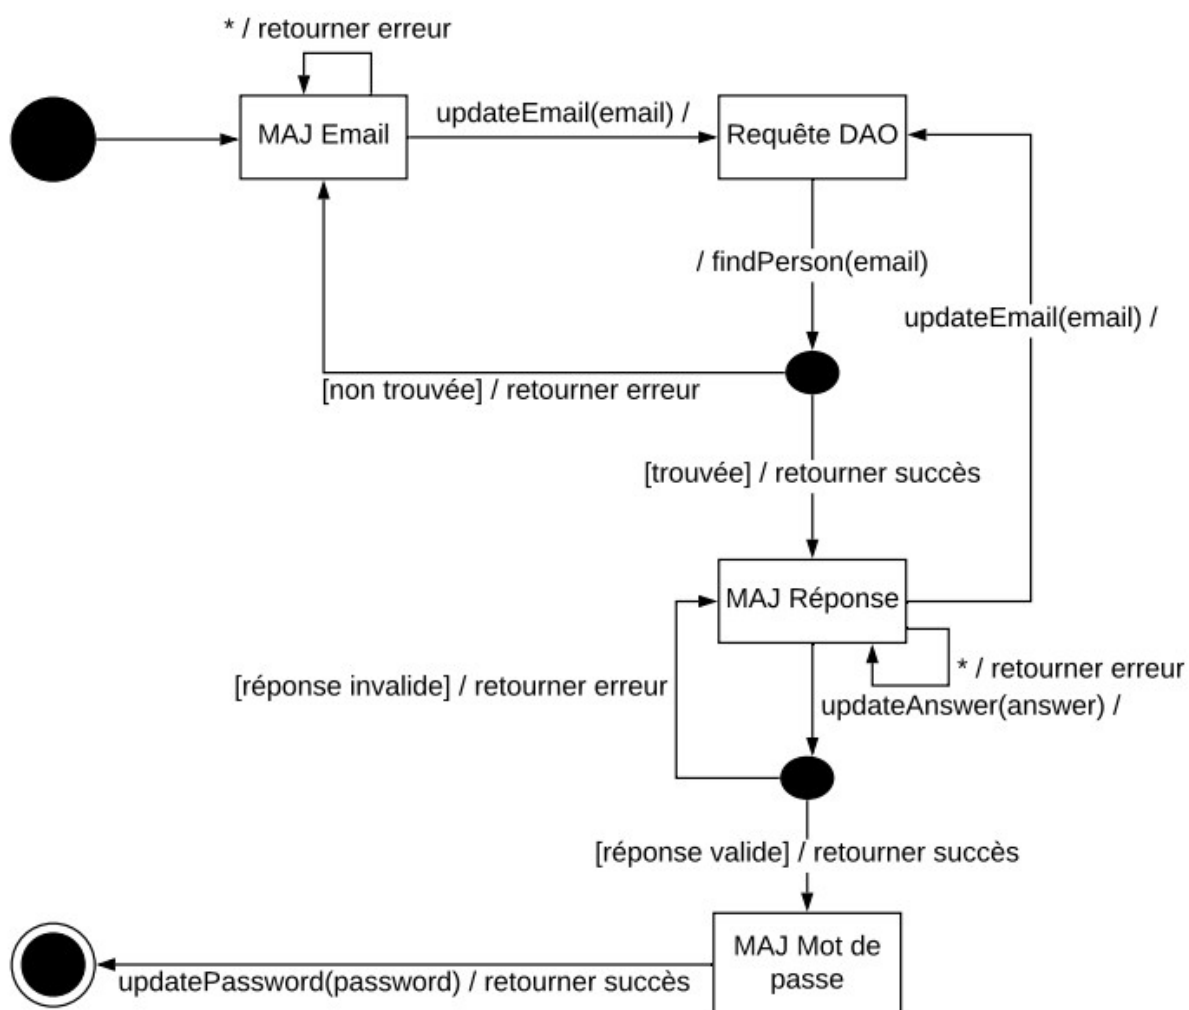 * / retourner erreur
MAJ Email
updateEmail(email) /
Requête DAO
/ findPerson(email)
updateEmail(email) /
[non trouvée] / retourner erreur
[trouvée] / retourner succès
MAJ Réponse
* / retourner erreur
[réponse invalide] / retourner erreur
updateAnswer(answer) /
[réponse valide] / retourner succès
MAJ Mot de
passe
updatePassword(password) / retourner succès